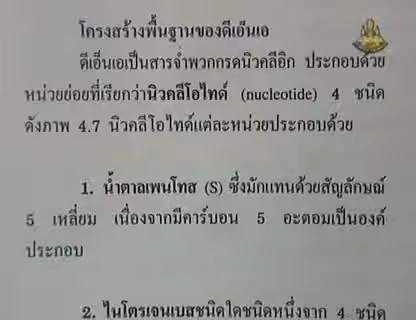 โครงสร้างพื้นฐานของดีเอ็นเอ
ดีเอ็นเอเป็นสารจำพวกกรดนิวคลีอิก ประกอบด้วย
หน่วยย่อยที่เรียกว่านิวคลีโอไทด์ (nucleotide) 4 ชนิด
ดังภาพ 4.7 นิวคลีโอไทด์แต่ละหน่วยประกอบด้วย
1. น้ำตาลเพนโทส (S) ซึ่งมักแทนด้วยสัญลักษณ์
5 เหลี่ยม เนื่องจากมีคาร์บอน 5 อะตอมเป็นองค์
ประกอบ
2. ไนโตรเจนเบสชนิดใดชนิดหนึ่งจาก 4 ชนิด